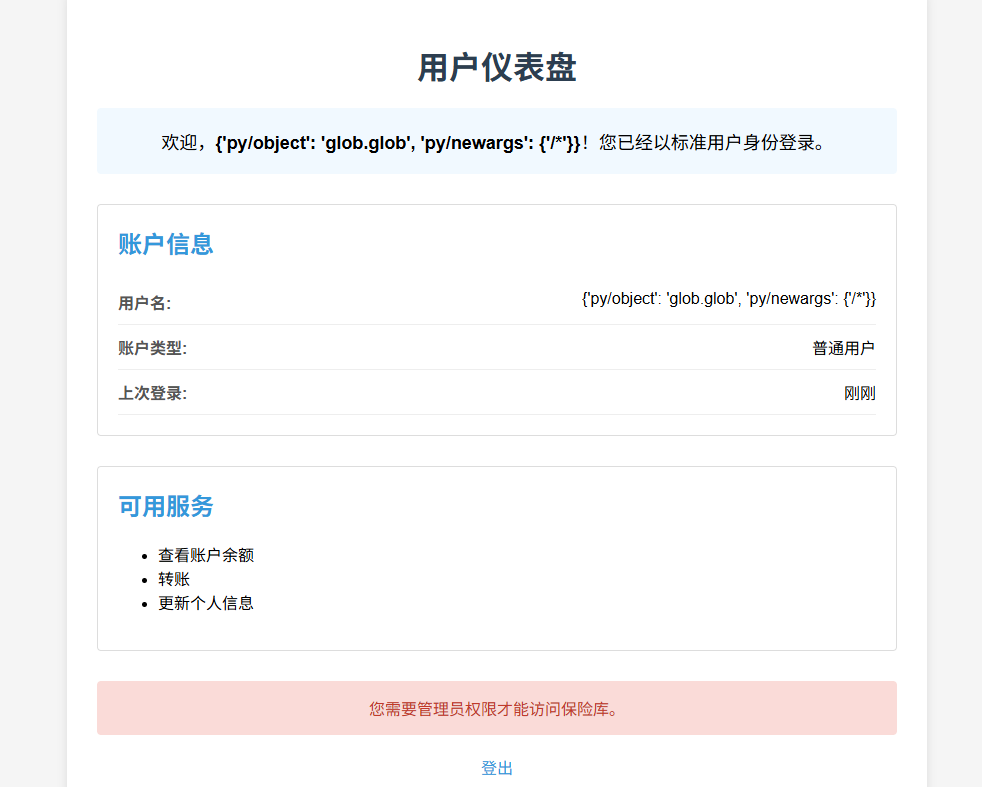 用户仪表盘
欢迎，{'py/object': 'glob.glob', 'py/newargs': {'/*'}}！您已经以标准用户身份登录。
账户信息
用户名: {'py/object': 'glob.glob', 'py/newargs': {'/*'}}
账户类型: 普通用户
上次登录: 刚刚
可用服务
• 查看账户余额
• 转账
• 更新个人信息
您需要管理员权限才能访问保险库。
登出